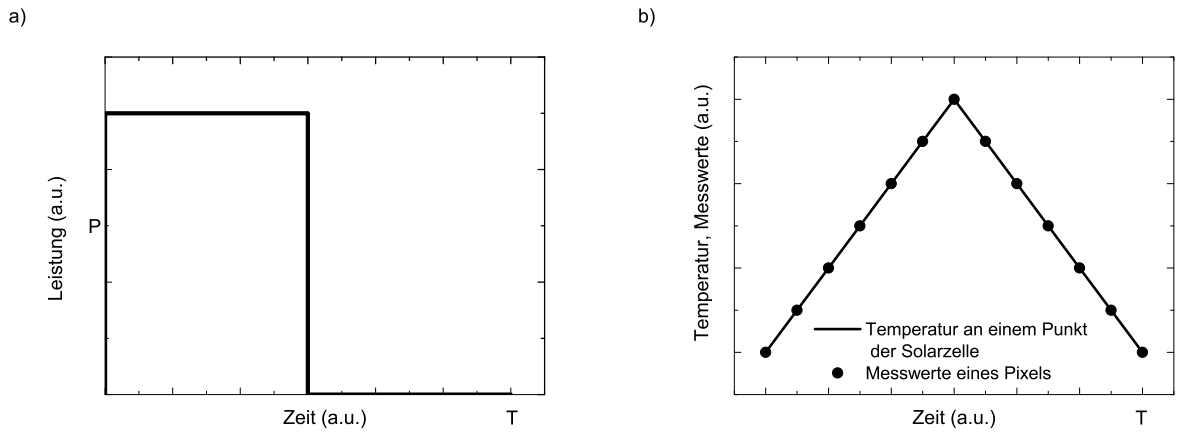 a)
Leistung (a.u.)
P
Zeit (a.u.)
T
b)
Temperatur, Messwerte (a.u.)
Temperatur an einem Punkt
der Solarzelle
Messwerte eines Pixels
Zeit (a.u.)
T